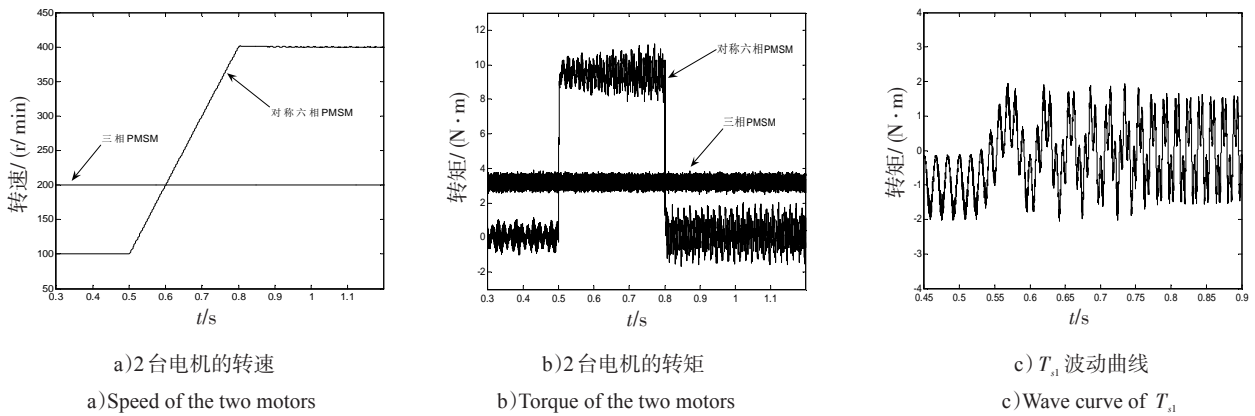 转速/(r/min)
400
450
400
350
300
250
200
150
100
50
三相PMSM
对称六相PMSM
0.3 0.4 0.5 0.6 0.7 0.8 0.9 1 1.1
t/s
a)2台电机的转速
a)Speed of the two motors
转矩/(N·m)
12
10
8
6
4
2
0
-2
对称六相PMSM
三相PMSM
0.3 0.4 0.5 0.6 0.7 0.8 0.9 1 1.1
t/s
b)2台电机的转矩
b)Torque of the two motors
转矩/(N·m)
4
3
2
1
0
-1
-2
-3
-4
0.45 0.5 0.55 0.6 0.65 0.7 0.75 0.8 0.85 0.9
t/s
c) T_{s1} 波动曲线
c)Wave curve of T_{s1}